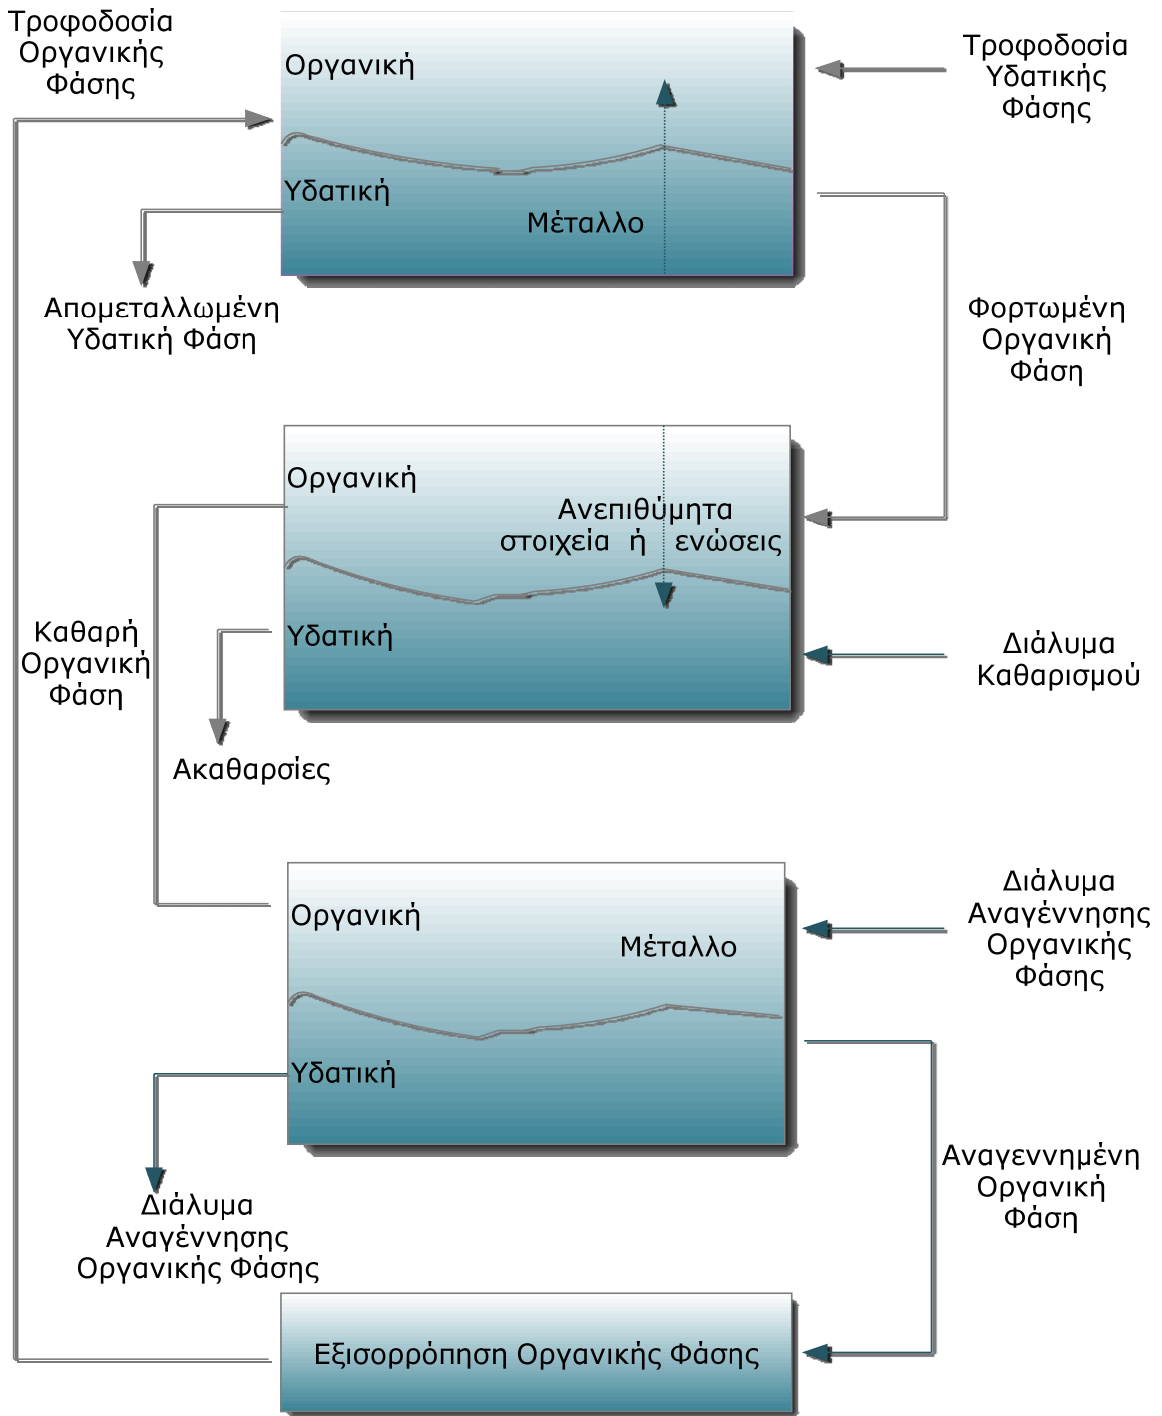 Τροφοδοσία
Οργανικής
Φάσης
Οργανική
Τροφοδοσία
Υδατικής
Φάσης
Υδατική
Μέταλλο
Απομεταλλωμένη
Υδατική Φάση
Φορτωμένη
Οργανική
Φάση
Οργανική
Ανεπιθύμητα
στοιχεία ή ενώσεις
Υδατική
Καθαρή
Οργανική
Φάση
Διάλυμα
Καθαρισμού
Ακαθαρσίες
Οργανική
Μέταλλο
Διάλυμα
Αναγέννησης
Οργανικής
Φάσης
Υδατική
Αναγεννημένη
Οργανική
Φάση
Διάλυμα
Αναγέννησης
Οργανικής Φάσης
Εξισορρόπηση Οργανικής Φάσης